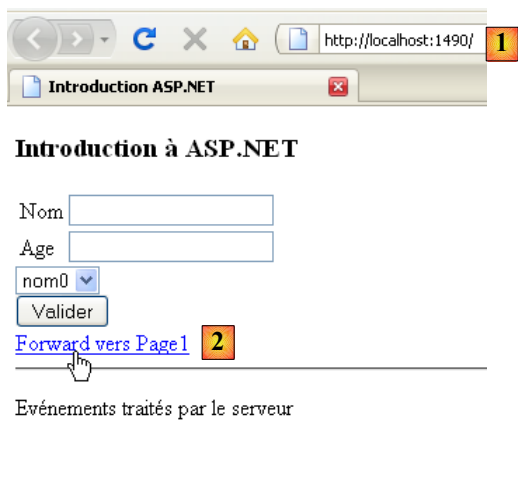 http://localhost:1490/ 1
Introduction ASP.NET
Introduction à ASP.NET
Nom
Age
nom0
Valider
Forward vers Page1 2
Evénements traités par le serveur